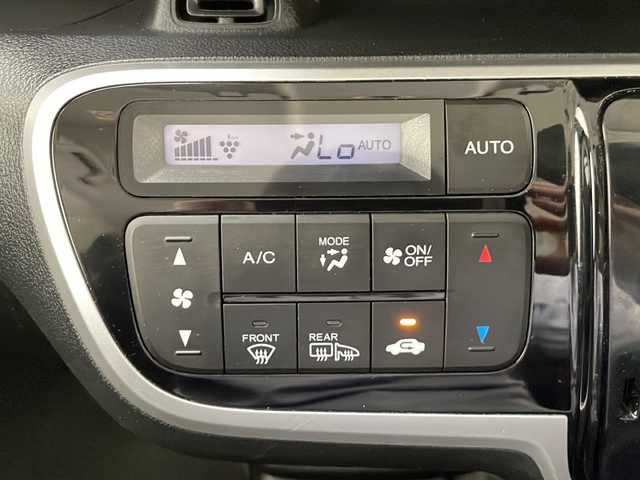 Lo AUTO
AUTO
A/C
MODE
ON/
OFF
FRONT
REAR